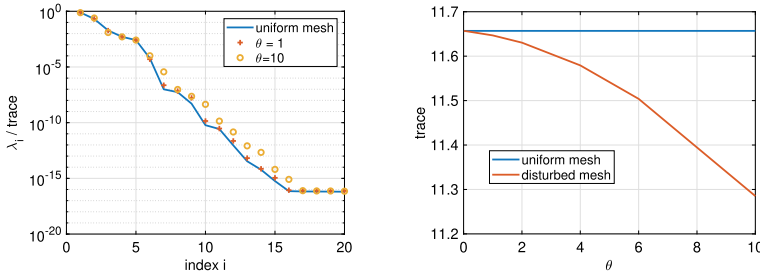 10^0
10^-5
10^-10
10^-15
10^-20
λ_i / trace
0
5
10
15
20
index i
uniform mesh
θ = 1
θ=10
11.7
11.6
11.5
11.4
11.3
11.2
trace
0
2
4
6
8
10
θ
uniform mesh
disturbed mesh